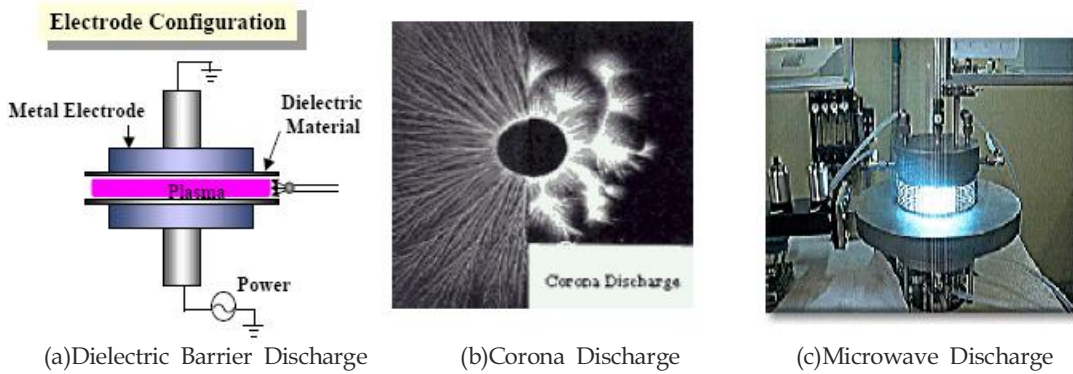 Electrode Configuration
Metal Electrode
Dielectric
Material
Plasma
Power
Corona Discharge
(a)Dielectric Barrier Discharge
(b)Corona Discharge
(c)Microwave Discharge